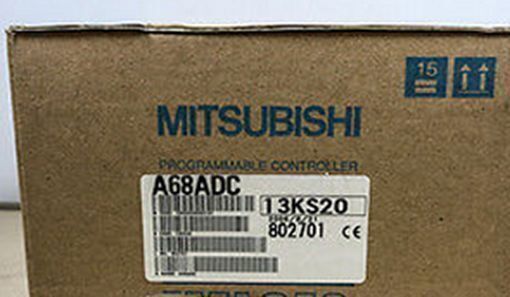 15
MITSUBISHI
PROGRAMMABLE CONTROLLER
A68ADC
13KS20
802701 CE